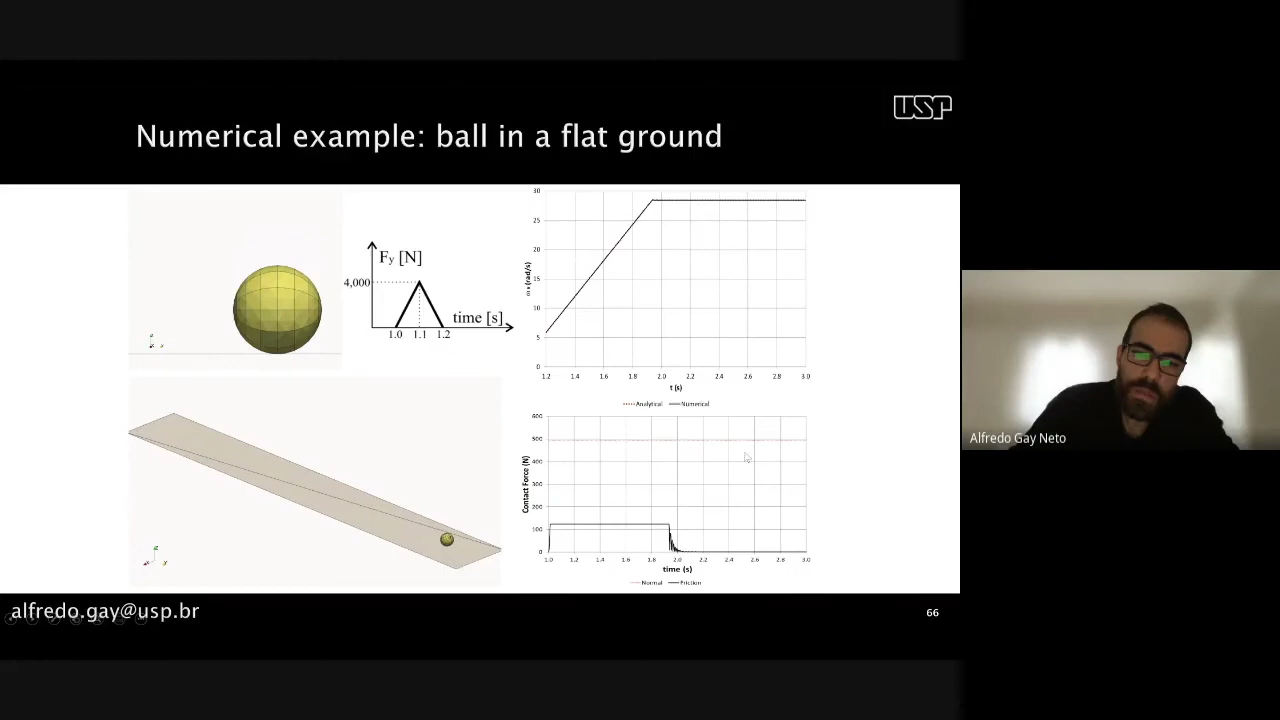 USP
Numerical example: ball in a flat ground
Fy [N]
4,000
time [s]
1.0 1.1 1.2
30
25
20
15
10
5
0
ωx (rad/s)
1.2 1.4 1.6 1.8 2.0 2.2 2.4 2.6 2.8 3.0
t (s)
Analytical Numerical
600
500
400
300
200
100
0
Contact Force (N)
1.0 1.2 1.4 1.6 1.8 2.0 2.2 2.4 2.6 2.8 3.0
time (s)
Normal Friction
alfredo.gay@usp.br
66
Alfredo Gay Neto